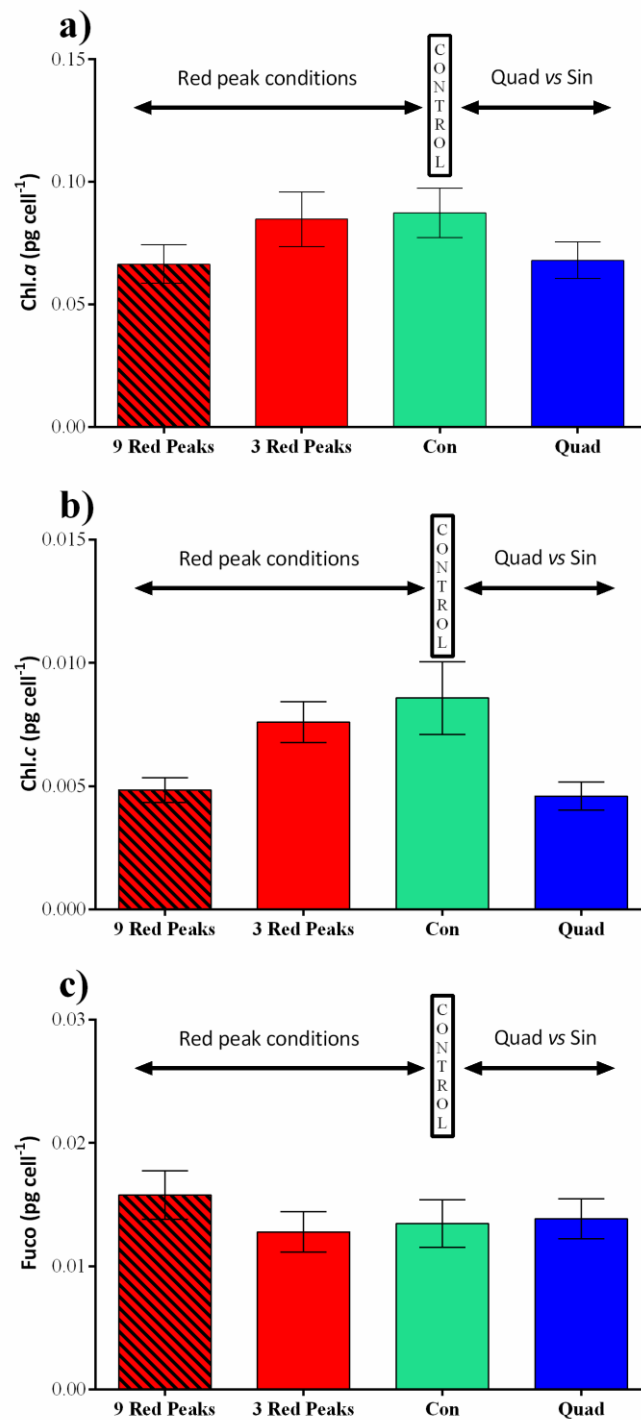 a)
CONTROL
Red peak conditions
Quad vs Sin
0.15
0.10
0.05
0.00
Chl.a (pg cell⁻¹)
9 Red Peaks 3 Red Peaks Con Quad
b)
CONTROL
Red peak conditions
Quad vs Sin
0.015
0.010
0.005
0.000
Chl.c (pg cell⁻¹)
9 Red Peaks 3 Red Peaks Con Quad
c)
CONTROL
Red peak conditions
Quad vs Sin
0.03
0.02
0.01
0.00
Fuco (pg cell⁻¹)
9 Red Peaks 3 Red Peaks Con Quad